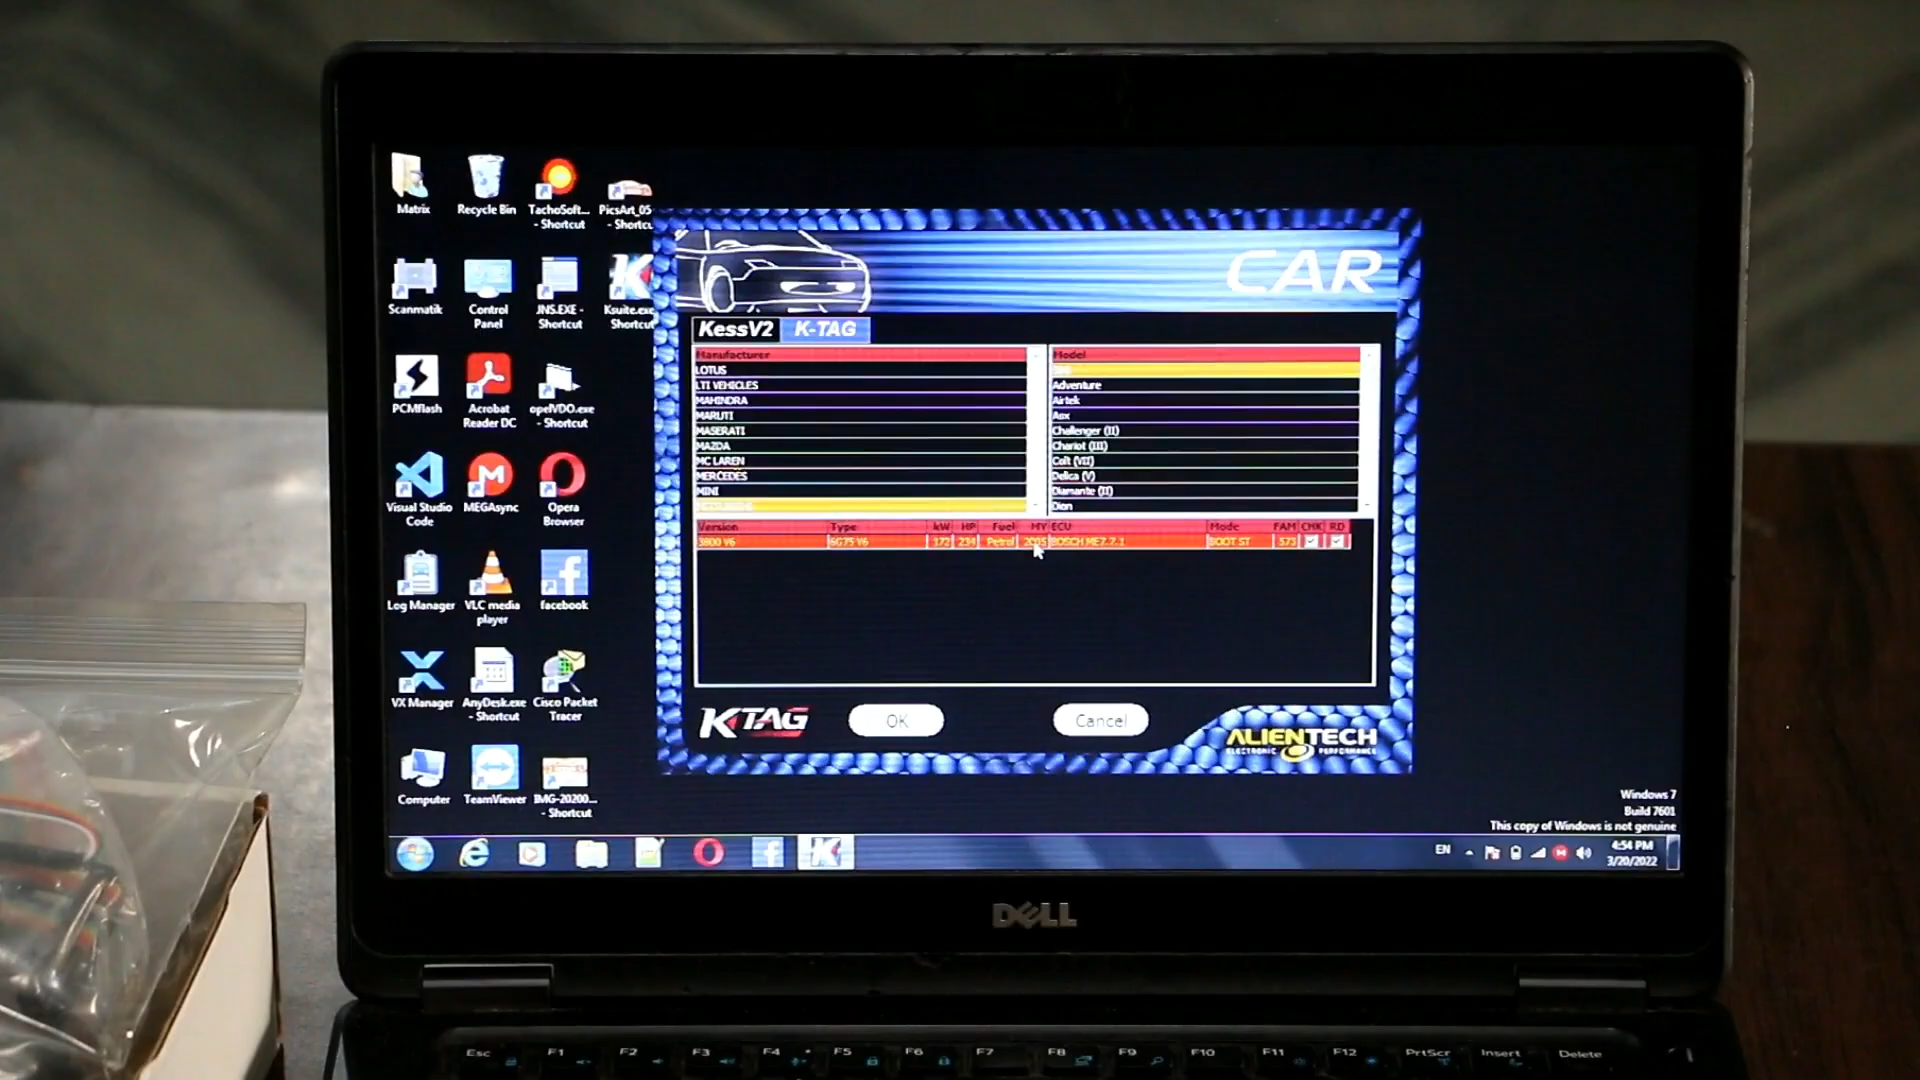 Matrix
Recycle Bin
TachoSoft...
- Shortcut
PicsArt_05
- Shortcu
Scanmatik
Control
Panel
JNS.EXE -
Shortcut
Ksuite.exe
Shortcut
PCMflash
Acrobat
Reader DC
opelVDO.exe
- Shortcut
Visual Studio
Code
MEGAsync
Opera
Browser
Log Manager
VLC media
player
facebook
VX Manager
AnyDesk.exe
- Shortcut
Cisco Packet
Tracer
Computer
TeamViewer
IMG-20200...
- Shortcut
CAR
KessV2 K-TAG
Manufacturer
LOTUS
LTI VEHICLES
MAHINDRA
MARUTI
MASERATI
MAZDA
MC LAREN
MERCEDES
MINI
Model
Adventure
Airtek
Asx
Challenger (II)
Chariot (III)
Colt (VII)
Delica (V)
Diamante (II)
Dion
Version Type kW HP Fuel MY ECU Mode FAM CHK RD
3800 V6 6G75 V6 172 234 Petrol 2005 BOSCH ME7.7.1 BOOT ST 573
KTAG
OK
Cancel
ALIENTECH
ELECTRONIC PERFORMANCE
Windows 7
Build 7601
This copy of Windows is not genuine
EN
4:54 PM
3/20/2022
DELL
Esc F1 F2 F3 F4 F5 F6 F7 F8 F9 F10 F11 F12 PrtScr Insert Delete